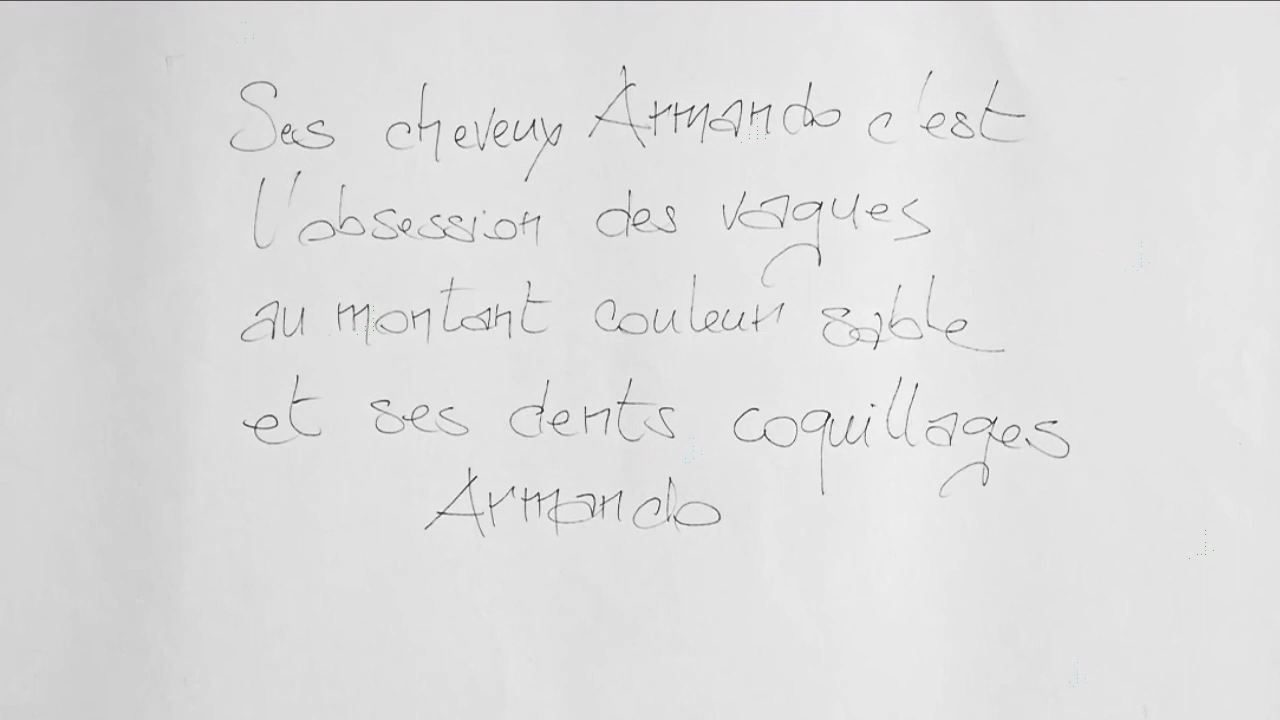 Ses cheveux Armando c'est
l'obsession des vagues
au montant couleur sable
et ses dents coquillages
Armando